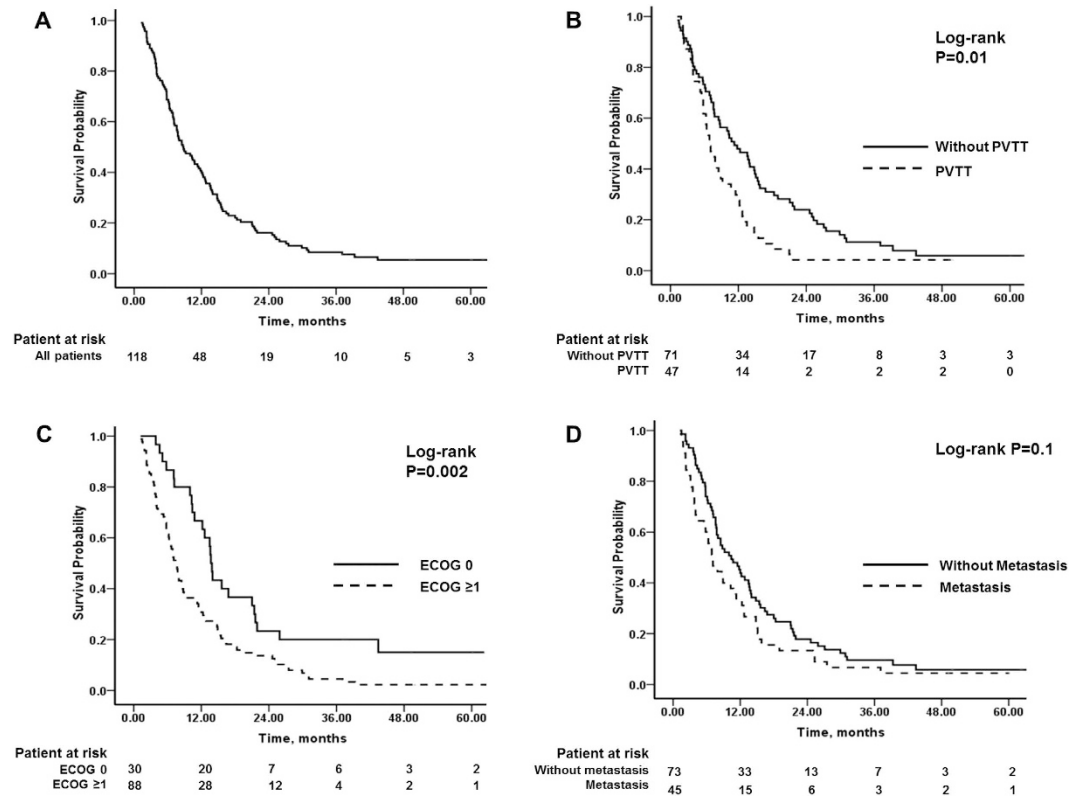 A
Survival Probability
1.0
0.8
0.6
0.4
0.2
0.0
0.00 12.00 24.00 36.00 48.00 60.00
Time, months
Patient at risk
All patients 118 48 19 10 5 3
B
Log-rank
P=0.01
Survival Probability
1.0
0.8
0.6
0.4
0.2
0.0
Without PVTT
PVTT
0.00 12.00 24.00 36.00 48.00 60.00
Time, months
Patient at risk
Without PVTT 71 34 17 8 3 3
PVTT 47 14 2 2 2 0
C
Log-rank
P=0.002
Survival Probability
1.0
0.8
0.6
0.4
0.2
0.0
ECOG 0
ECOG ≥1
0.00 12.00 24.00 36.00 48.00 60.00
Time, months
Patient at risk
ECOG 0 30 20 7 6 3 2
ECOG ≥1 88 28 12 4 2 1
D
Log-rank P=0.1
Survival Probability
1.0
0.8
0.6
0.4
0.2
0.0
Without Metastasis
Metastasis
0.00 12.00 24.00 36.00 48.00 60.00
Time, months
Patient at risk
Without metastasis 73 33 13 7 3 2
Metastasis 45 15 6 3 2 1